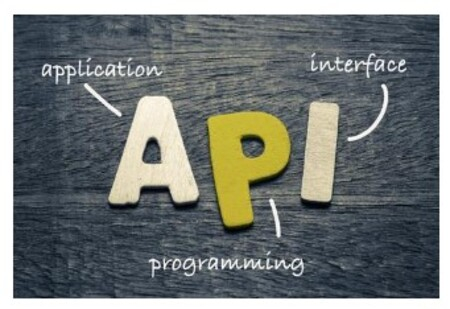 application
interface
API
programming